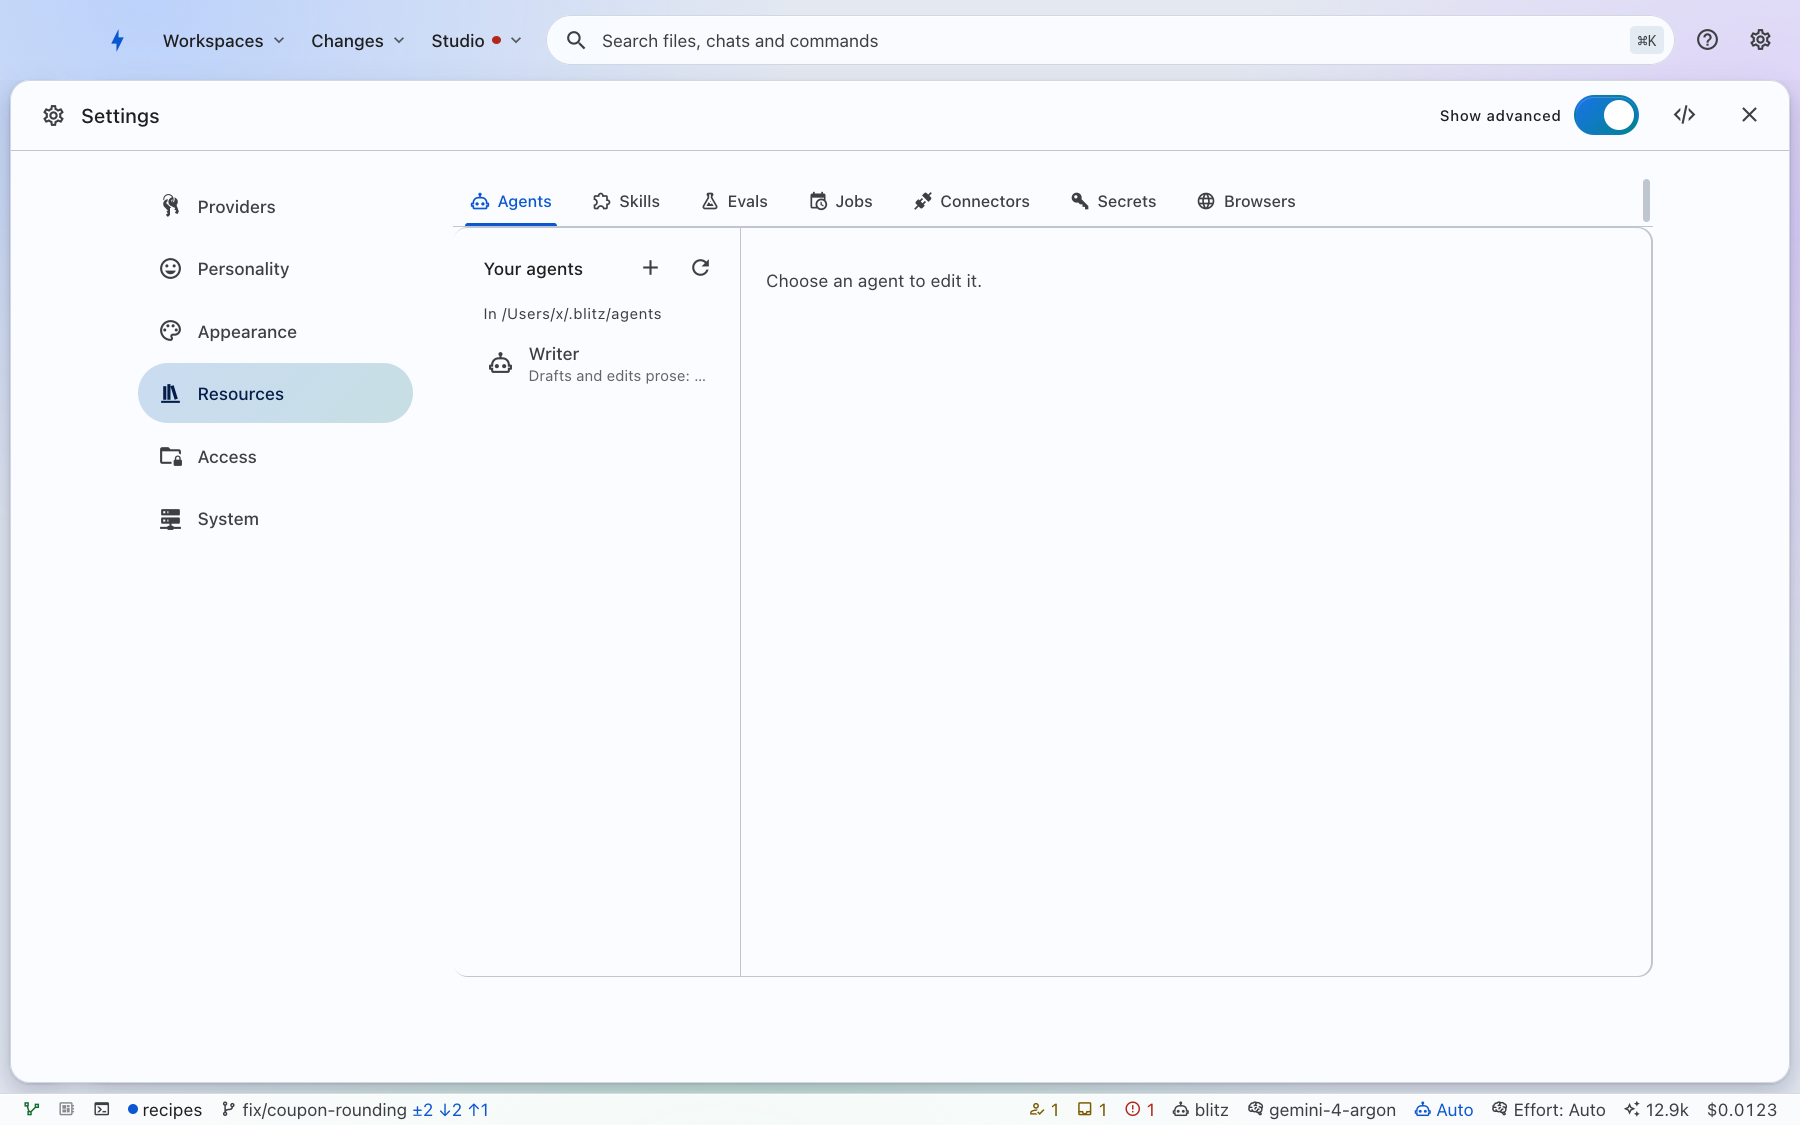 Workspaces
Changes
Studio
Search files, chats and commands
⌘K
Settings
Show advanced
Providers
Personality
Appearance
Resources
Access
System
Agents
Skills
Evals
Jobs
Connectors
Secrets
Browsers
Your agents
In /Users/x/.blitz/agents
Writer
Drafts and edits prose: ...
Choose an agent to edit it.
recipes
fix/coupon-rounding ±2 ↓2 ↑1
1
1
1
blitz
gemini-4-argon
Auto
Effort: Auto
12.9k
$0.0123